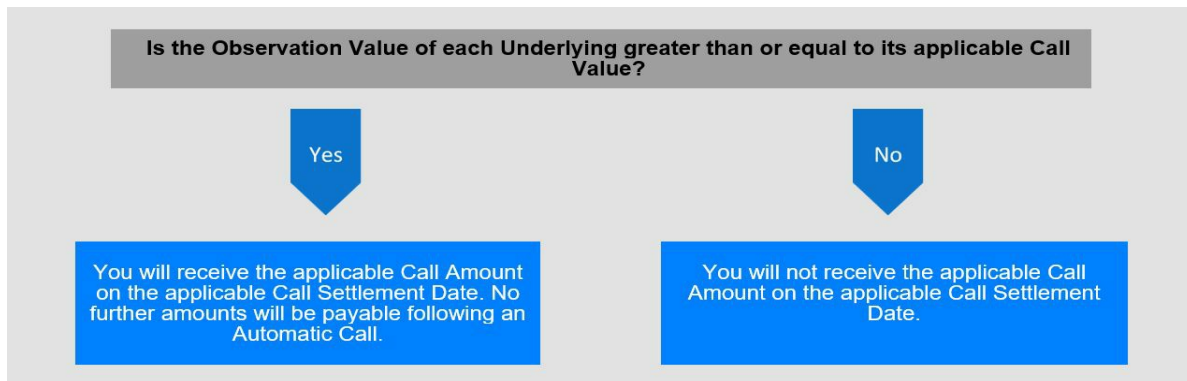 Is the Observation Value of each Underlying greater than or equal to its applicable Call
Value?
Yes
No
You will receive the applicable Call Amount
on the applicable Call Settlement Date. No
further amounts will be payable following an
Automatic Call.
You will not receive the applicable Call
Amount on the applicable Call Settlement
Date.